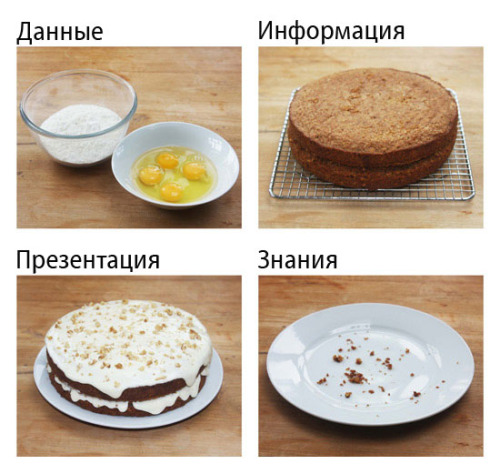 Данные
Информация
Презентация
Знания